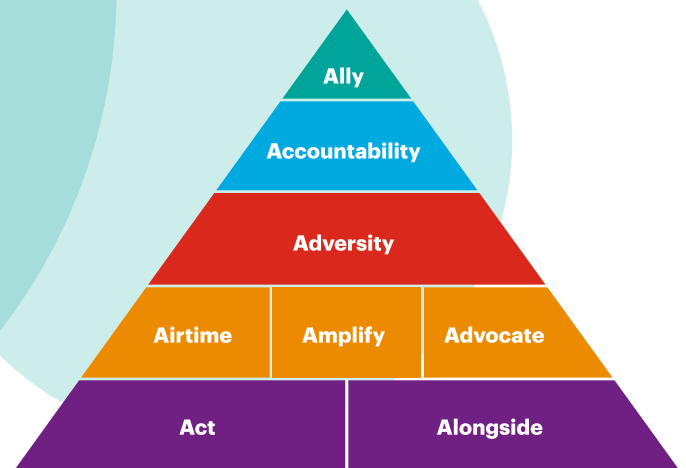 Ally
Accountability
Adversity
Airtime Amplify Advocate
Act Alongside